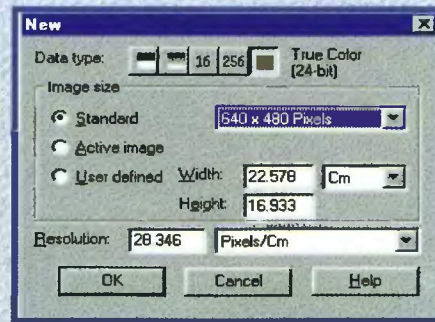 New
Data type: 16 256 True Color
(24-bit)
Image size
Standard 640 x 480 Pixels
Active image
User defined Width: 22.578 Cm
Height: 16.933
Resolution: 28.346 Pixels/Cm
OK Cancel Help